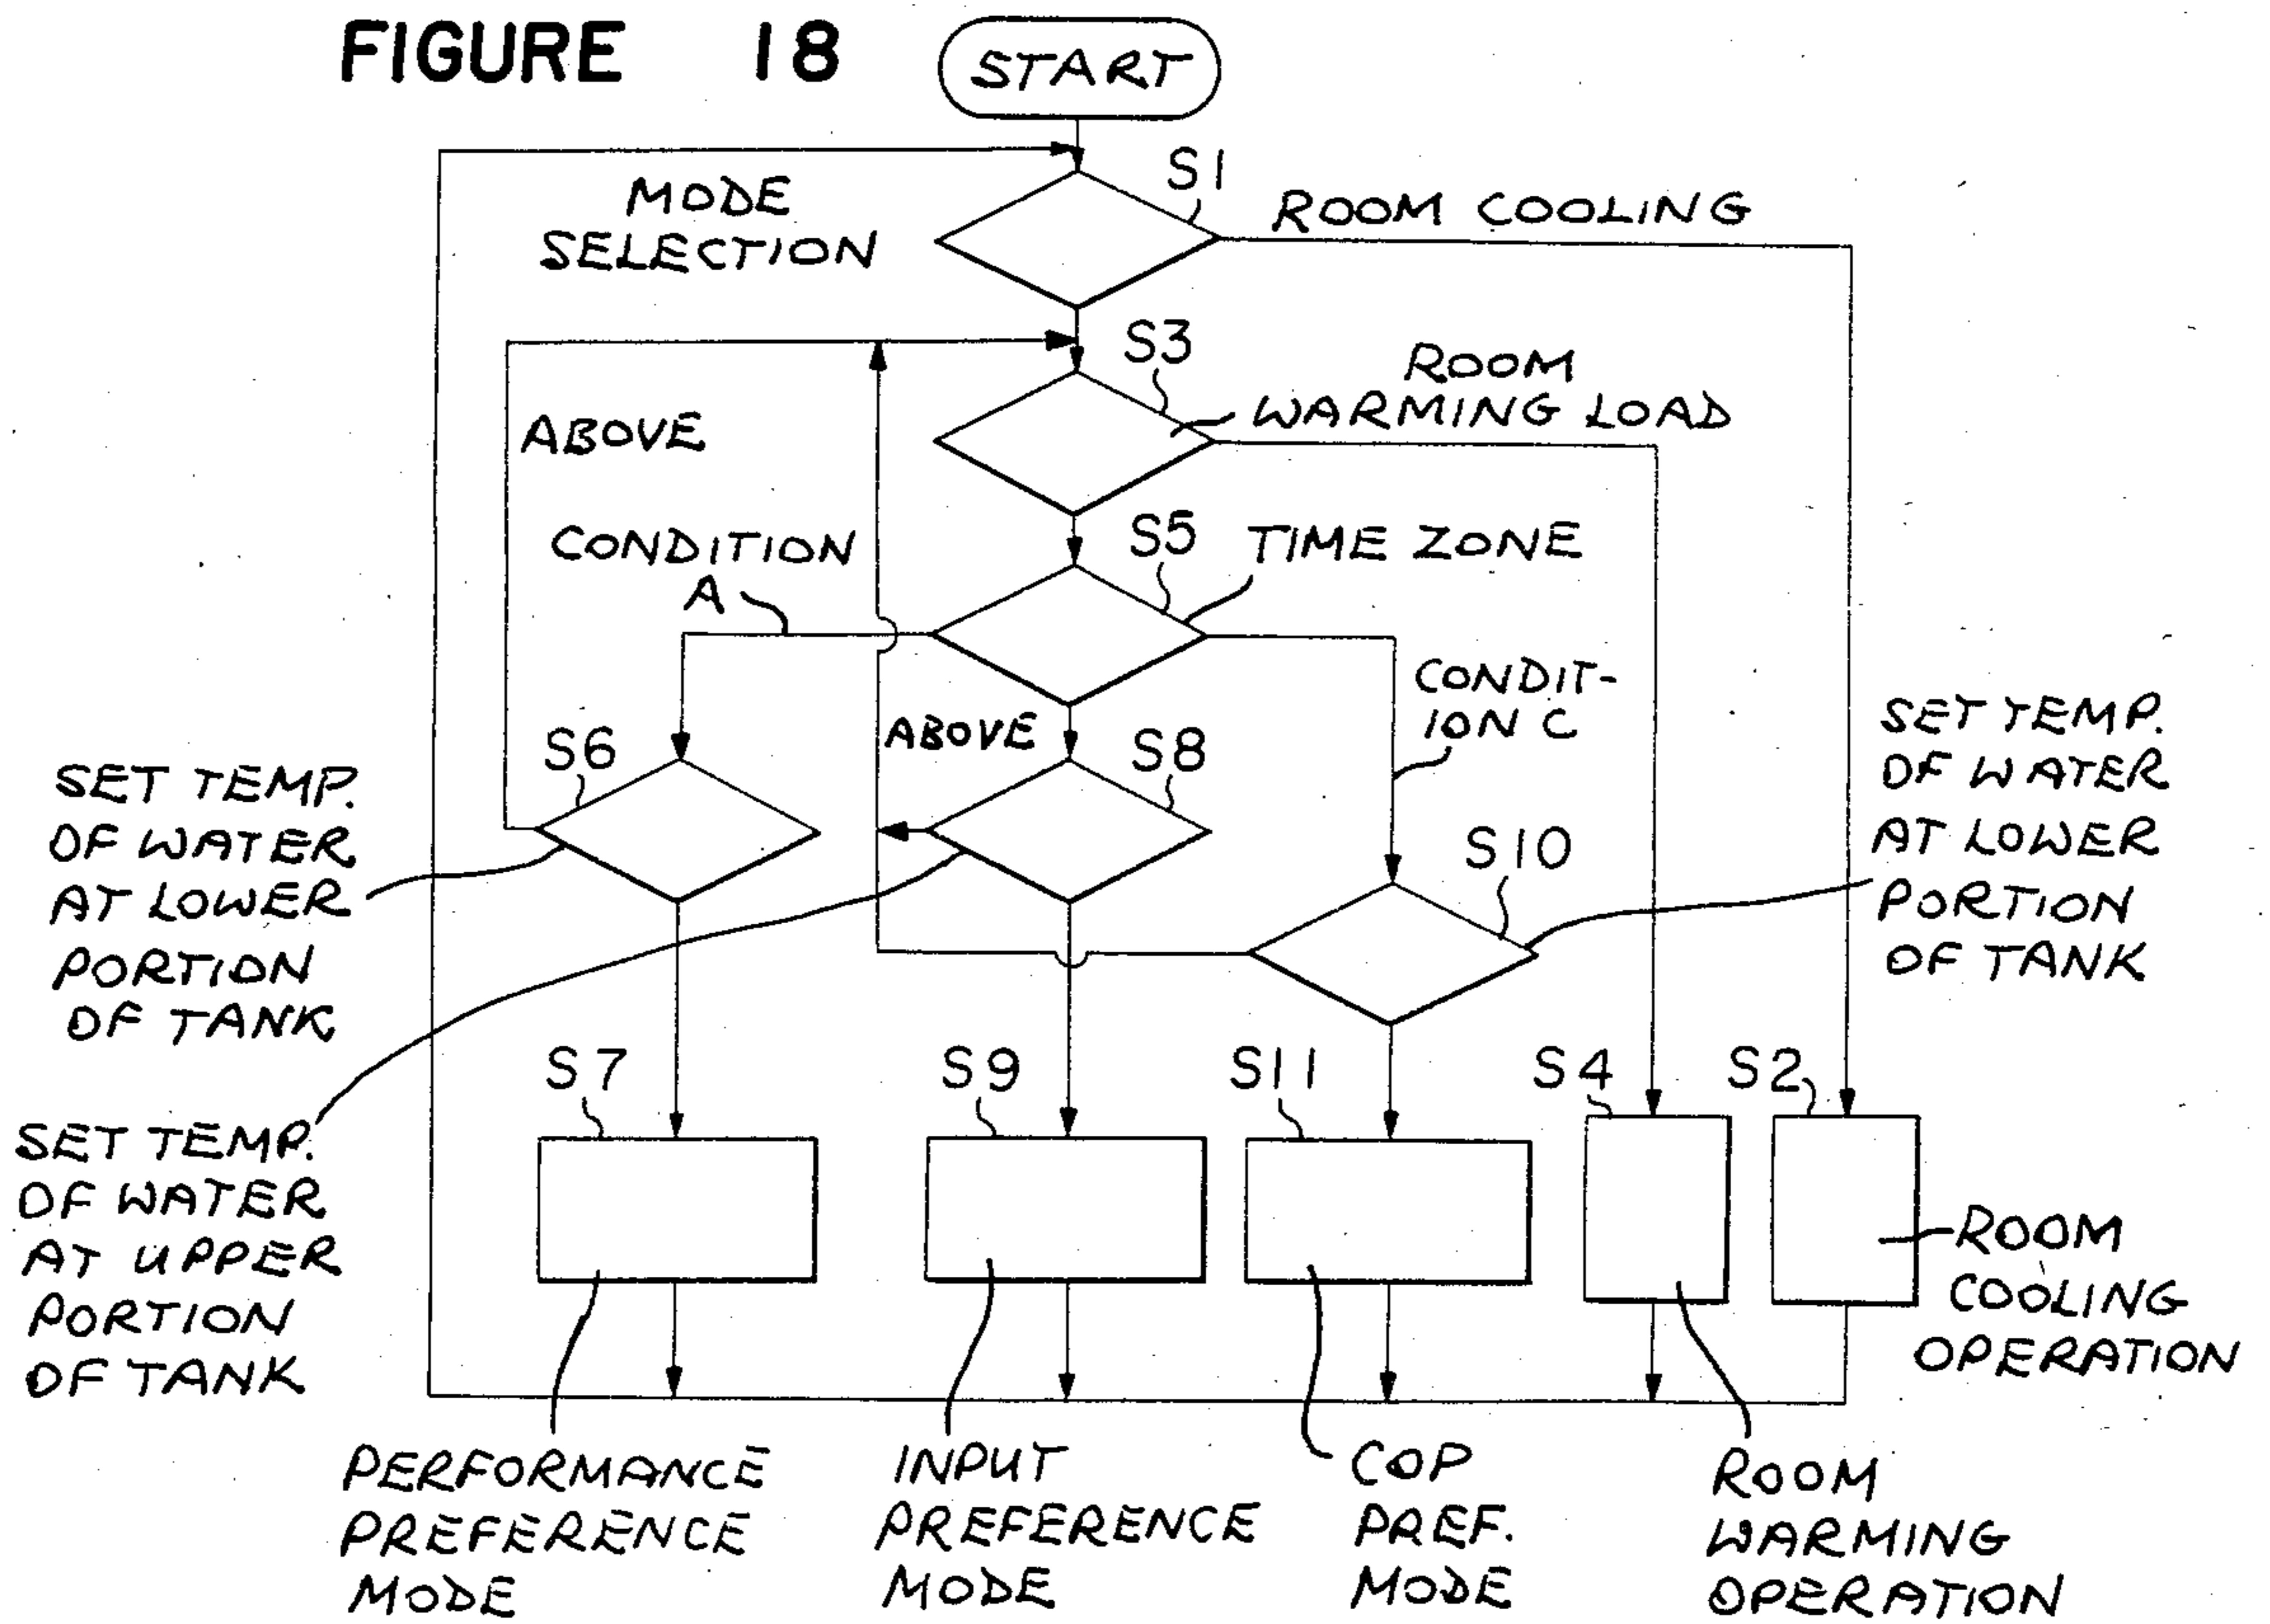 FIGURE 18
START
MODE
SELECTION
S1
ROOM COOLING
S3
ROOM
WARMING LOAD
ABOVE
CONDITION
A
S5
TIME ZONE
CONDIT-
ION C
ABOVE
S6
S8
S10
SET TEMP.
OF WATER
AT LOWER
PORTION
OF TANK
SET TEMP.
OF WATER
AT LOWER
PORTION
OF TANK
S7
S9
S11
S4
S2
SET TEMP.
OF WATER
AT UPPER
PORTION
OF TANK
ROOM
COOLING
OPERATION
PERFORMANCE
PREFERENCE
MODE
INPUT
PREFERENCE
MODE
COP
PREF.
MODE
ROOM
WARMING
OPERATION